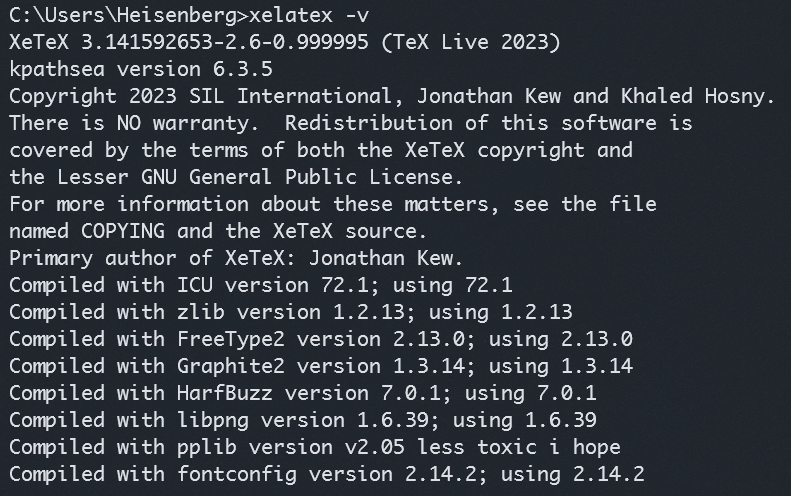 C:\Users\Heisenberg>xelatex -v
XeTeX 3.141592653-2.6-0.999995 (TeX Live 2023)
kpathsea version 6.3.5
Copyright 2023 SIL International, Jonathan Kew and Khaled Hosny.
There is NO warranty.  Redistribution of this software is
covered by the terms of both the XeTeX copyright and
the Lesser GNU General Public License.
For more information about these matters, see the file
named COPYING and the XeTeX source.
Primary author of XeTeX: Jonathan Kew.
Compiled with ICU version 72.1; using 72.1
Compiled with zlib version 1.2.13; using 1.2.13
Compiled with FreeType2 version 2.13.0; using 2.13.0
Compiled with Graphite2 version 1.3.14; using 1.3.14
Compiled with HarfBuzz version 7.0.1; using 7.0.1
Compiled with libpng version 1.6.39; using 1.6.39
Compiled with pplib version v2.05 less toxic i hope
Compiled with fontconfig version 2.14.2; using 2.14.2